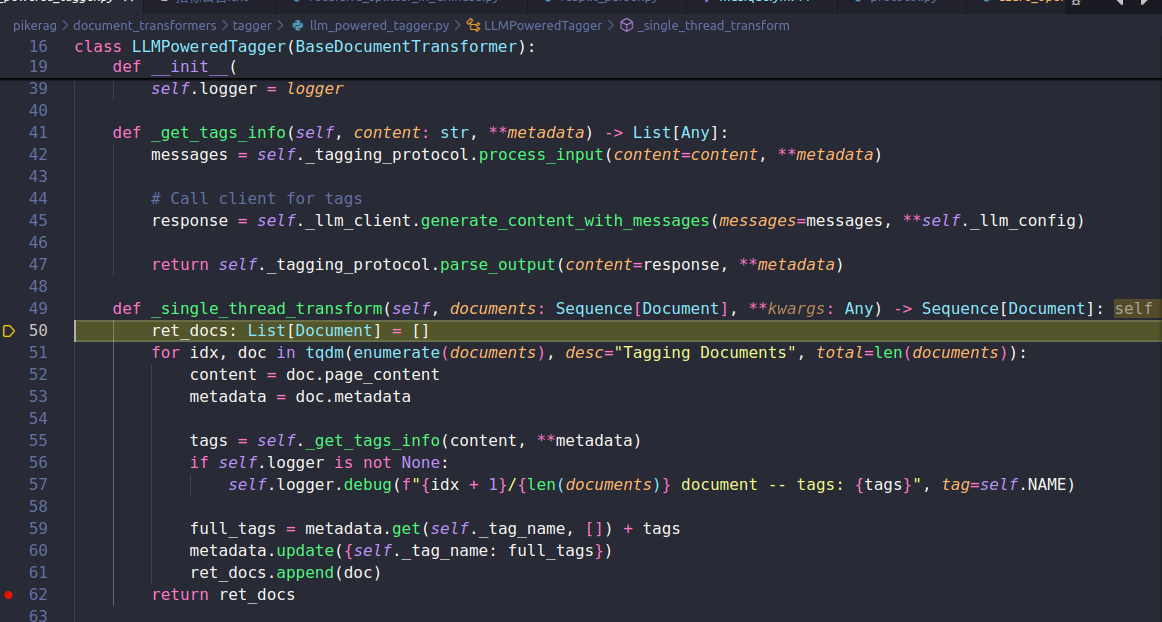 pikerag > document_transformers > tagger > llm_powered_tagger.py > LLMPoweredTagger > _single_thread_transform
16 class LLMPoweredTagger(BaseDocumentTransformer):
19     def __init__(
39         self.logger = logger
40
41     def _get_tags_info(self, content: str, **metadata) -> List[Any]:
42         messages = self._tagging_protocol.process_input(content=content, **metadata)
43
44         # Call client for tags
45         response = self._llm_client.generate_content_with_messages(messages=messages, **self._llm_config)
46
47         return self._tagging_protocol.parse_output(content=response, **metadata)
48
49     def _single_thread_transform(self, documents: Sequence[Document], **kwargs: Any) -> Sequence[Document]: self
50         ret_docs: List[Document] = []
51         for idx, doc in tqdm(enumerate(documents), desc="Tagging Documents", total=len(documents)):
52             content = doc.page_content
53             metadata = doc.metadata
54
55             tags = self._get_tags_info(content, **metadata)
56             if self.logger is not None:
57                 self.logger.debug(f"{idx + 1}/{len(documents)} document -- tags: {tags}", tag=self.NAME)
58
59             full_tags = metadata.get(self._tag_name, []) + tags
60             metadata.update({self._tag_name: full_tags})
61             ret_docs.append(doc)
62         return ret_docs
63